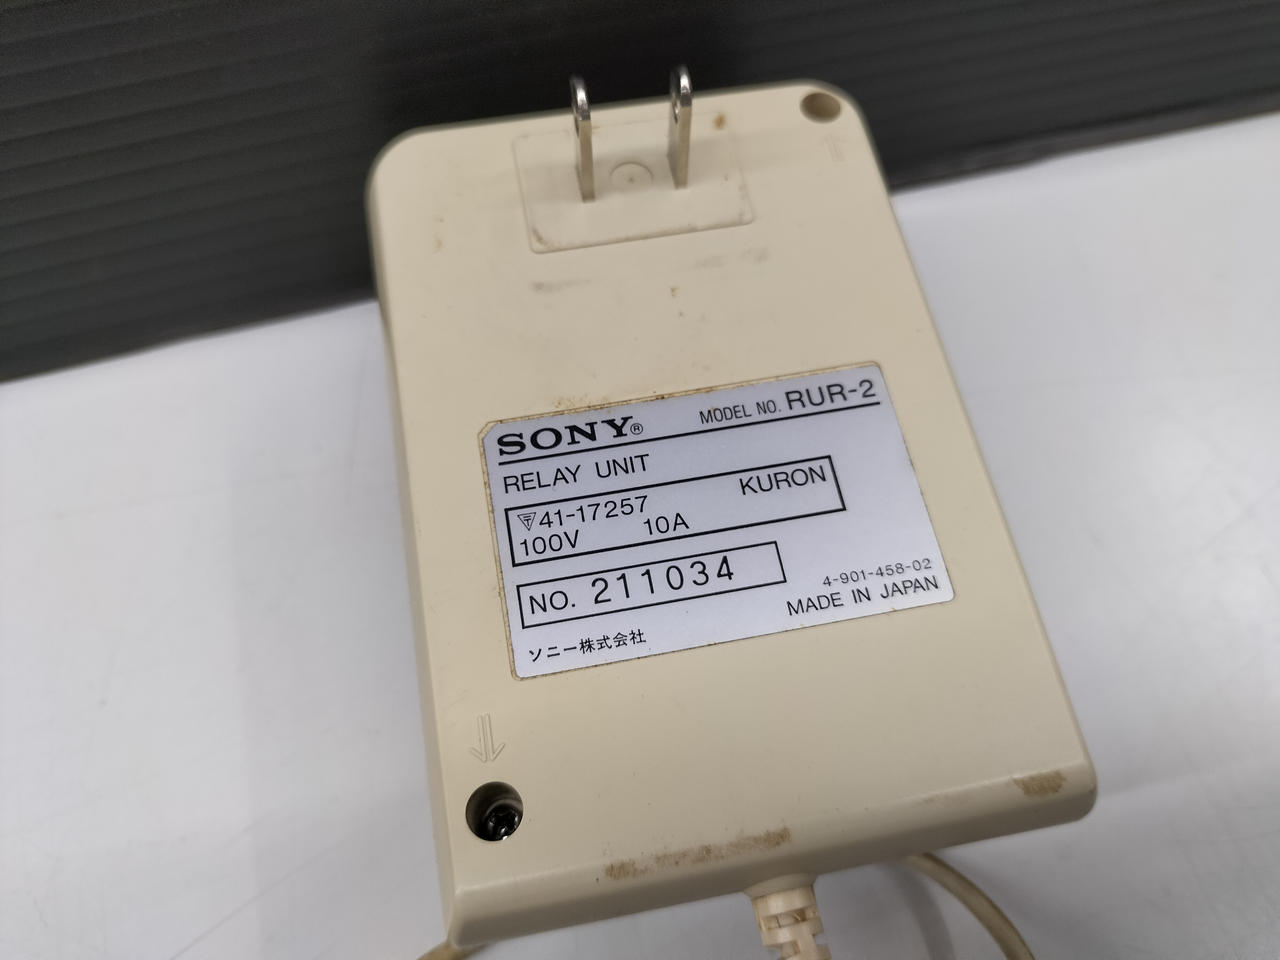 SONY® MODEL NO. RUR-2
RELAY UNIT
〒41-17257 KURON
100V 10A
NO. 211034
4-901-458-02
ソニー株式会社 MADE IN JAPAN